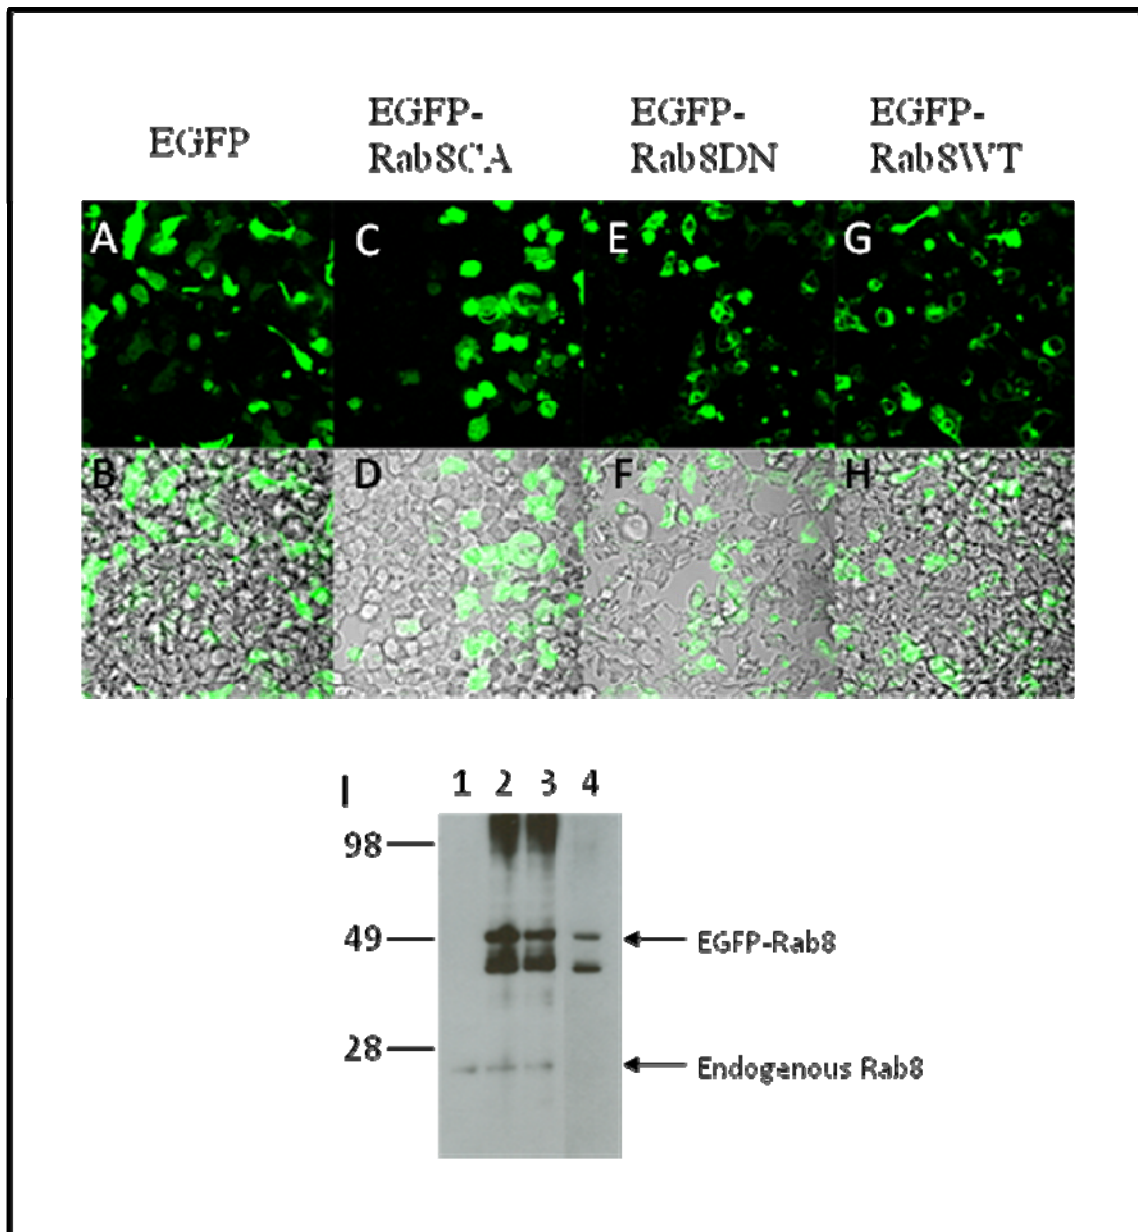 EGFP
EGFP-
Rab8CA
EGFP-
Rab8DN
EGFP-
Rab8WT
A
C
E
G
B
D
F
H
I
1 2 3 4
98
49
EGFP-Rab8
28
Endogenous Rab8